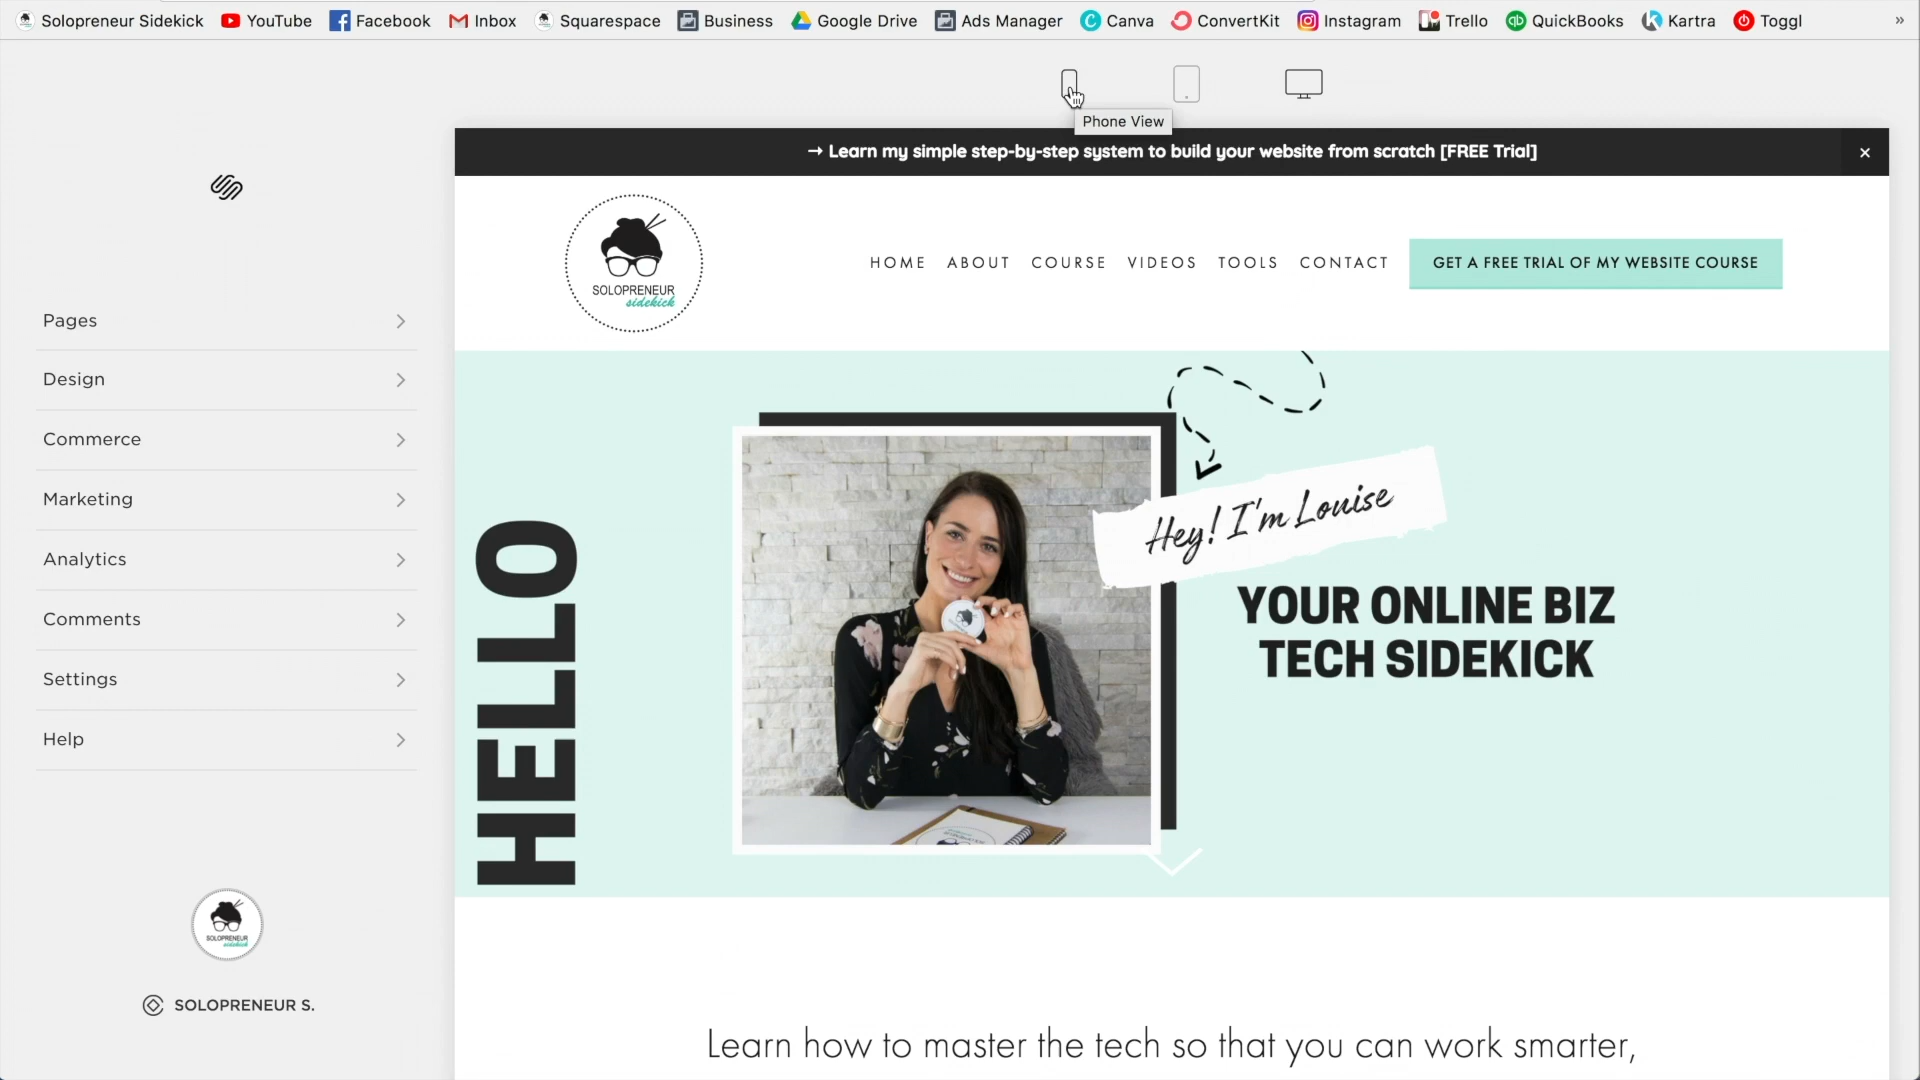 Solopreneur Sidekick YouTube Facebook Inbox Squarespace Business Google Drive Ads Manager Canva ConvertKit Instagram Trello QuickBooks Kartra Toggl »
Phone View
→ Learn my simple step-by-step system to build your website from scratch [FREE Trial] ×
SOLOPRENEUR
sidekick
HOME ABOUT COURSE VIDEOS TOOLS CONTACT GET A FREE TRIAL OF MY WEBSITE COURSE
Pages
Design
Commerce
Marketing
Analytics
Comments
Settings
Help
SOLOPRENEUR
sidekick
SOLOPRENEUR S.
HELLO
Hey! I'm Louise
YOUR ONLINE BIZ
TECH SIDEKICK
Learn how to master the tech so that you can work smarter,